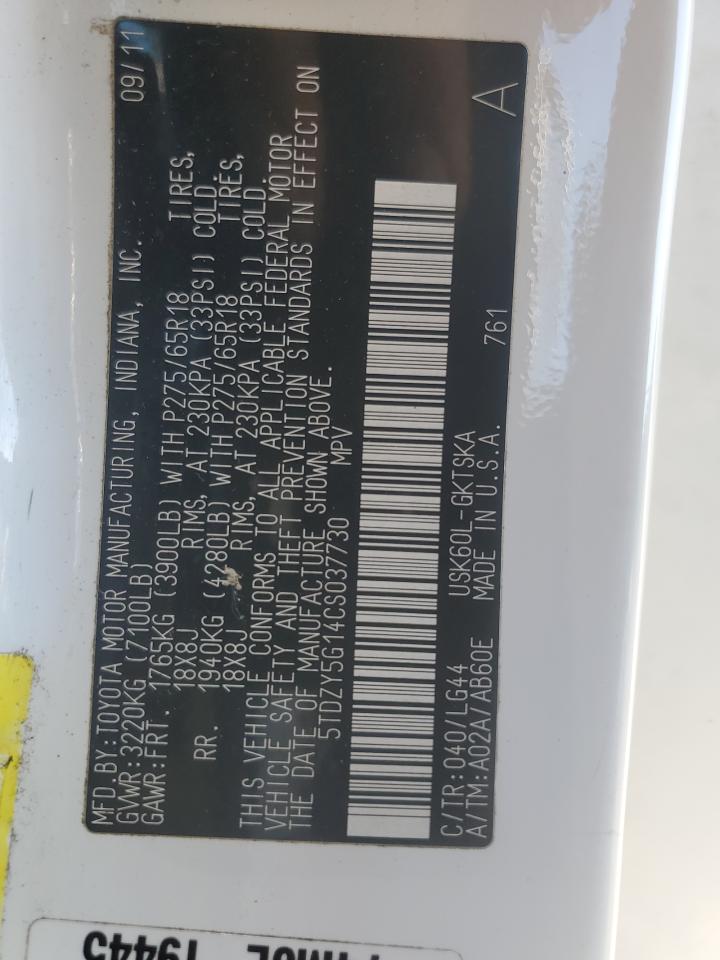 MFD.BY:TOYOTA MOTOR MANUFACTURING, INDIANA, INC. 09/11
GVWR:3220KG (7100LB)
GAWR:FRT. 1765KG (3900LB) WITH P275/65R18 TIRES,
18X8J RIMS, AT 230KPA (33PSI) COLD.
RR. 1940KG (4280LB) WITH P275/65R18 TIRES,
18X8J RIMS, AT 230KPA (33PSI) COLD.
THIS VEHICLE CONFORMS TO ALL APPLICABLE FEDERAL MOTOR
VEHICLE SAFETY AND THEFT PREVENTION STANDARDS IN EFFECT ON
THE DATE OF MANUFACTURE SHOWN ABOVE.
5TDZY5G14CS037730 MPV
C/TR:040/LG44 USK60L-GKTSKA
A/TM:A02A/AB60E MADE IN U.S.A. 761 A
19445